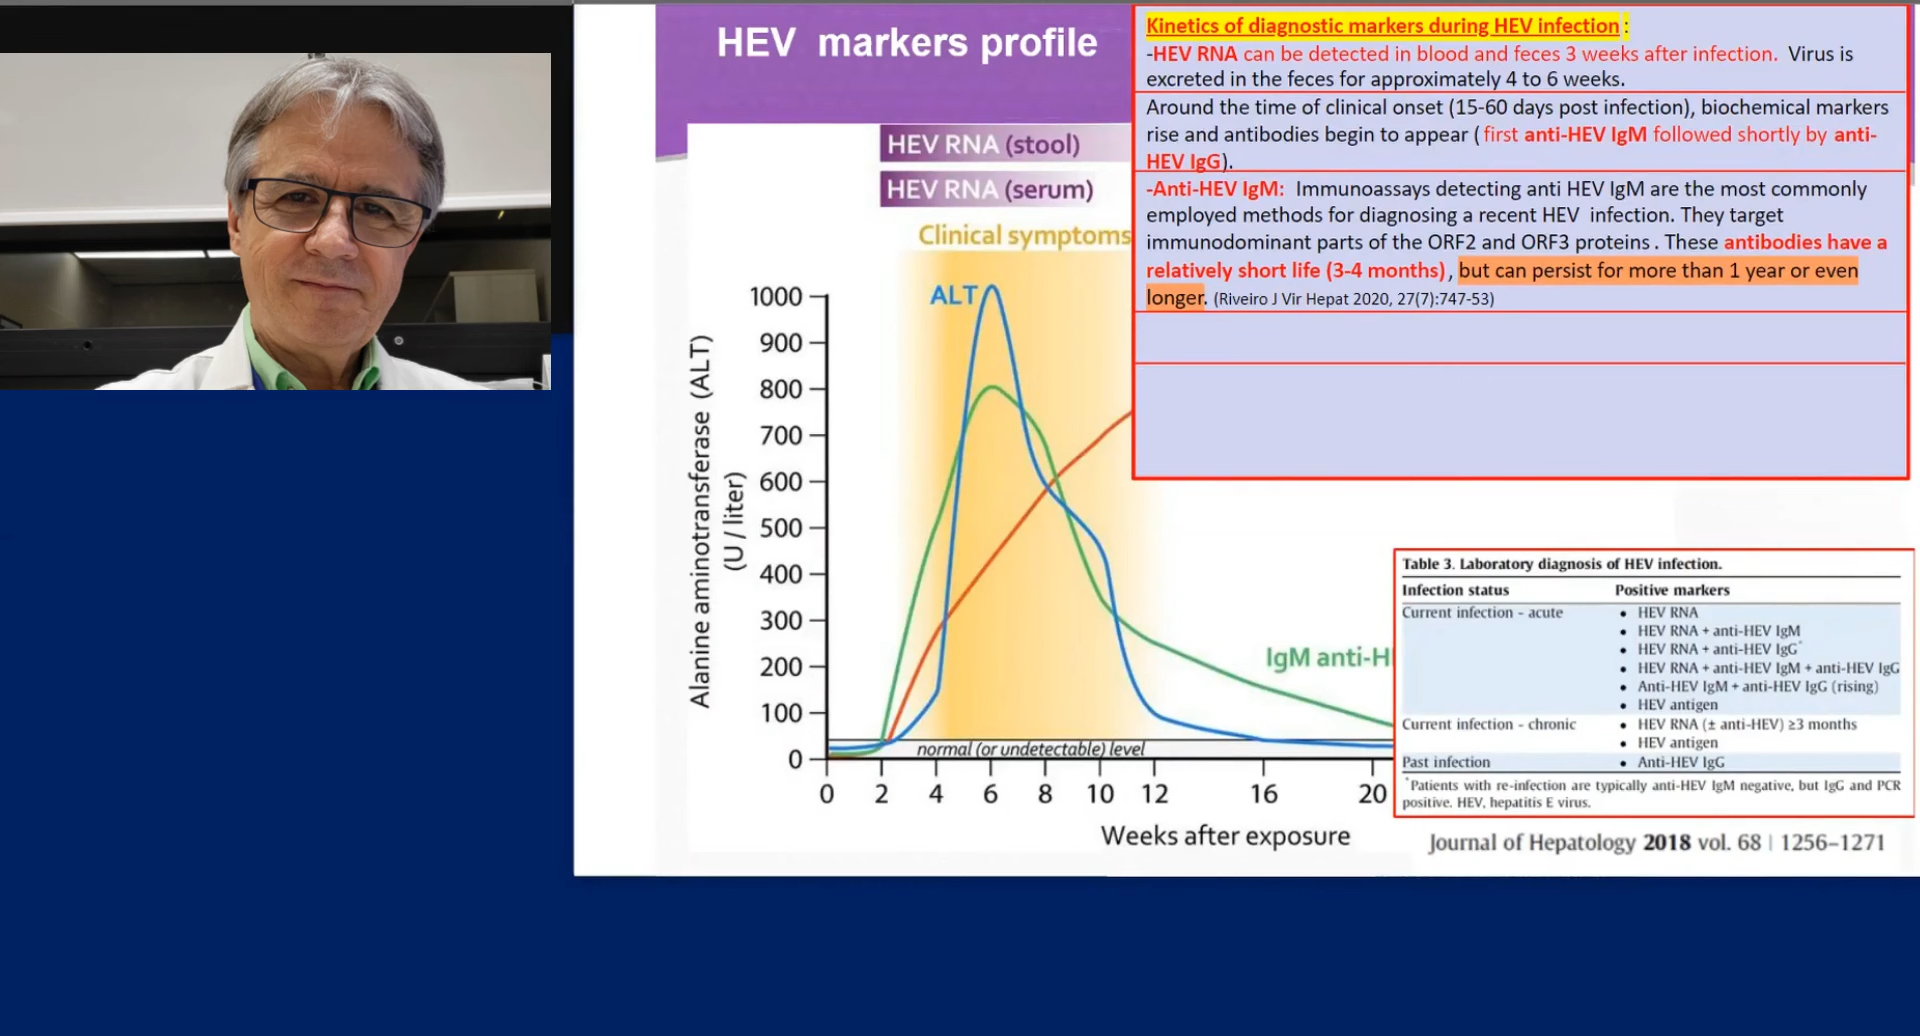 HEV markers profile
Kinetics of diagnostic markers during HEV infection :
-HEV RNA can be detected in blood and feces 3 weeks after infection. Virus is
excreted in the feces for approximately 4 to 6 weeks.
Around the time of clinical onset (15-60 days post infection), biochemical markers
rise and antibodies begin to appear ( first anti-HEV IgM followed shortly by anti-
HEV IgG).
-Anti-HEV IgM: Immunoassays detecting anti HEV IgM are the most commonly
employed methods for diagnosing a recent HEV infection. They target
immunodominant parts of the ORF2 and ORF3 proteins . These antibodies have a
relatively short life (3-4 months) , but can persist for more than 1 year or even
longer. (Riveiro J Vir Hepat 2020, 27(7):747-53)
HEV RNA (stool)
HEV RNA (serum)
Clinical symptoms
ALT
Alanine aminotransferase (ALT)
(U / liter)
1000
900
800
700
600
500
400
300
200
100
0
IgM anti-H
normal (or undetectable) level
0 2 4 6 8 10 12 16 20
Weeks after exposure
Table 3. Laboratory diagnosis of HEV infection.
Infection status Positive markers
Current infection - acute • HEV RNA
• HEV RNA + anti-HEV IgM
• HEV RNA + anti-HEV IgG*
• HEV RNA + anti-HEV IgM + anti-HEV IgG
• Anti-HEV IgM + anti-HEV IgG (rising)
• HEV antigen
Current infection - chronic • HEV RNA (± anti-HEV) ≥3 months
• HEV antigen
Past infection • Anti-HEV IgG
*Patients with re-infection are typically anti-HEV IgM negative, but IgG and PCR
positive. HEV, hepatitis E virus.
Journal of Hepatology 2018 vol. 68 | 1256–1271